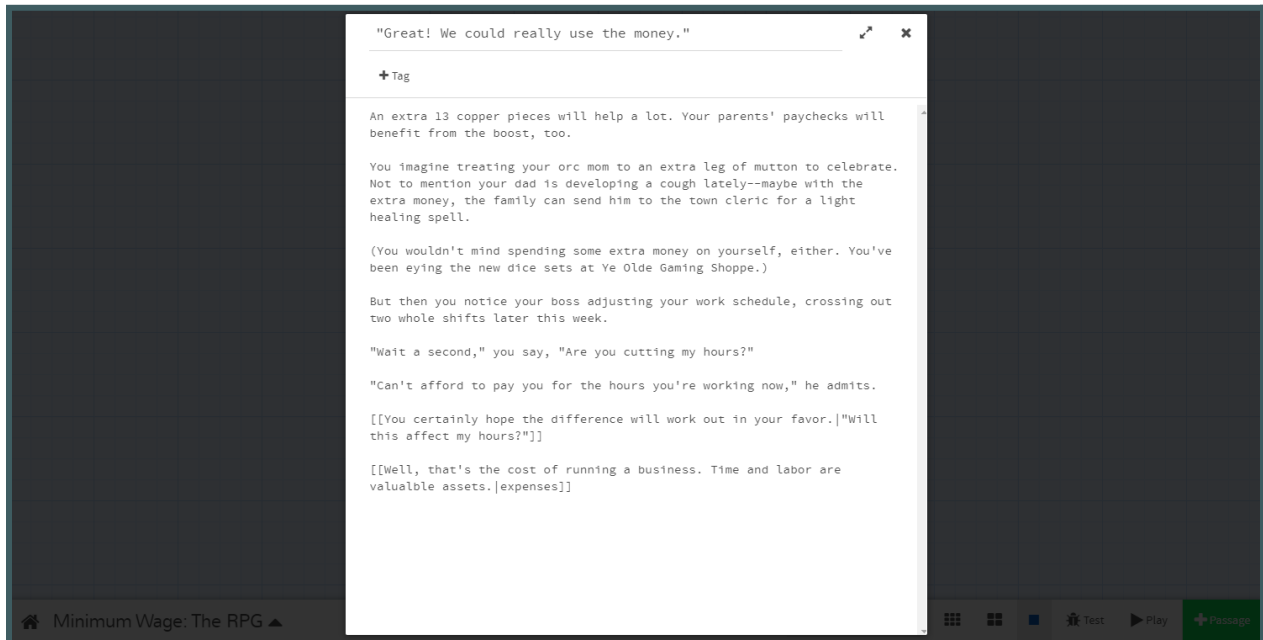 "Great! We could really use the money."
+ Tag
An extra 13 copper pieces will help a lot. Your parents' paychecks will
benefit from the boost, too.
You imagine treating your orc mom to an extra leg of mutton to celebrate.
Not to mention your dad is developing a cough lately--maybe with the
extra money, the family can send him to the town cleric for a light
healing spell.
(You wouldn't mind spending some extra money on yourself, either. You've
been eying the new dice sets at Ye Olde Gaming Shoppe.)
But then you notice your boss adjusting your work schedule, crossing out
two whole shifts later this week.
"Wait a second," you say, "Are you cutting my hours?"
"Can't afford to pay you for the hours you're working now," he admits.
[[You certainly hope the difference will work out in your favor.|"Will
this affect my hours?"]]
[[Well, that's the cost of running a business. Time and labor are
valualble assets.|expenses]]
Minimum Wage: The RPG
Test Play +Passage